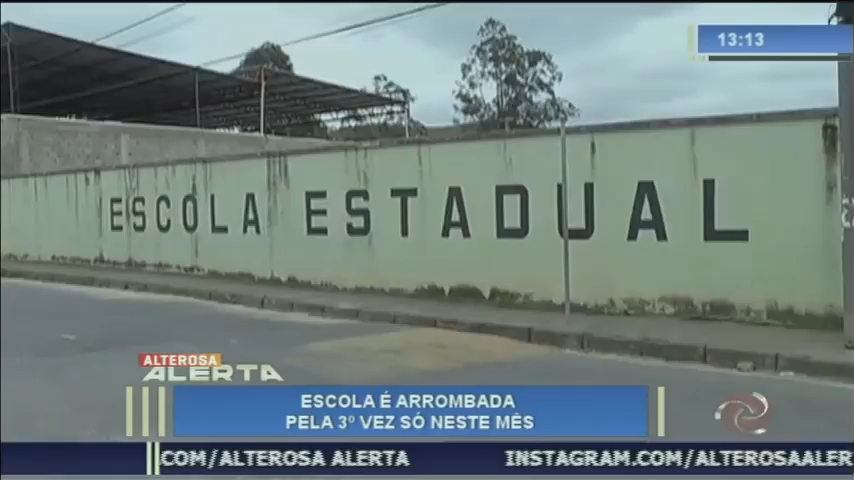 13:13
ESCOLA ESTADUAL
ALTEROSA
ALERTA
ESCOLA É ARROMBADA
PELA 3º VEZ SÓ NESTE MÊS
COM/ALTEROSA ALERTA INSTAGRAM.COM/ALTEROSAALER